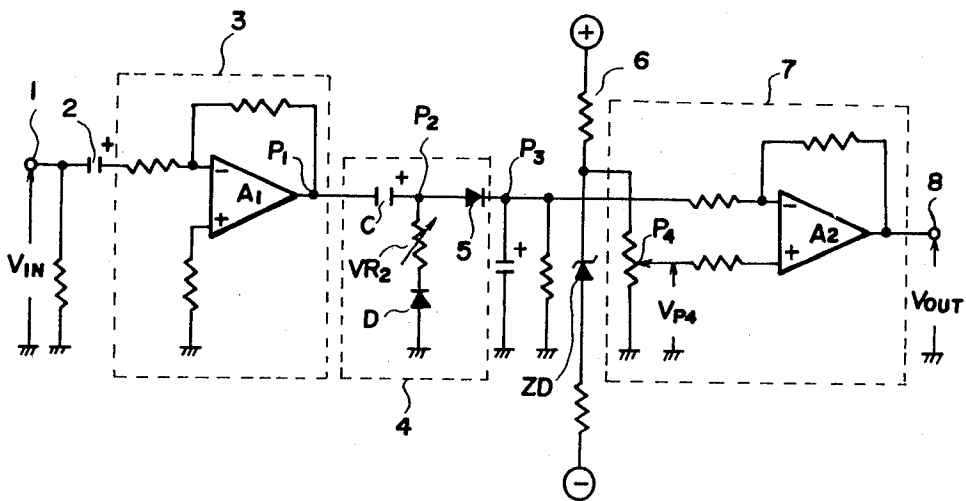 3
+
6
7
1
2
+
P₁
P₂
P₃
8
−
A₁
+
+
C
5
−
A₂
+
P₄
VIN
VR₂
+
D
ZD
VP4
VOUT
4
−